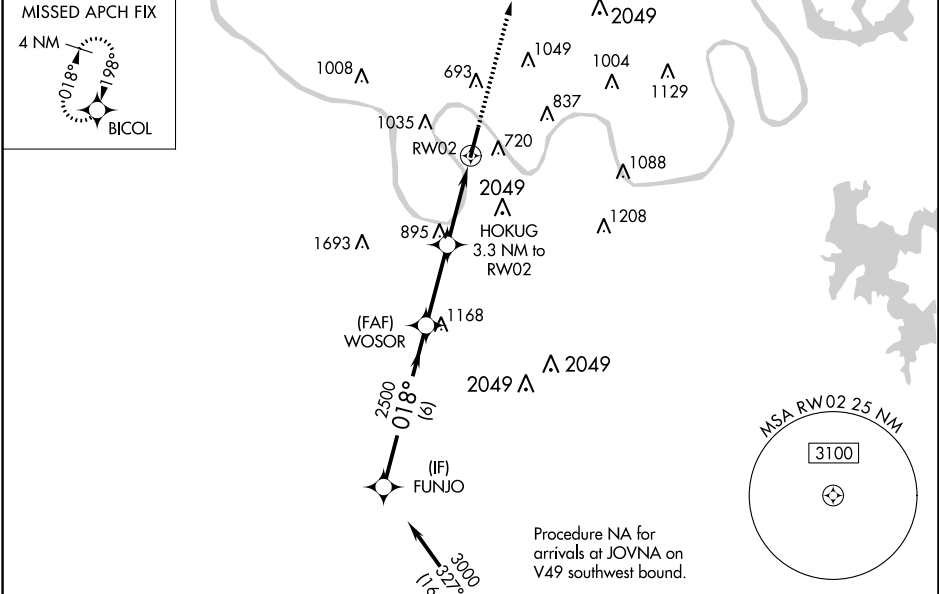 MISSED APCH FIX
4 NM
018°
198°
BICOL
2049
1049
1008
693
1004
1129
837
1035
720
RW02
1088
2049
1208
895
HOKUG
3.3 NM to
RW02
1693
1168
(FAF)
WOSOR
2049
2049
2500
018°
(6)
MSA RW02 25 NM
3100
(IF)
FUNJO
Procedure NA for
arrivals at JOVNA on
V49 southwest bound.
3000
327°
(16